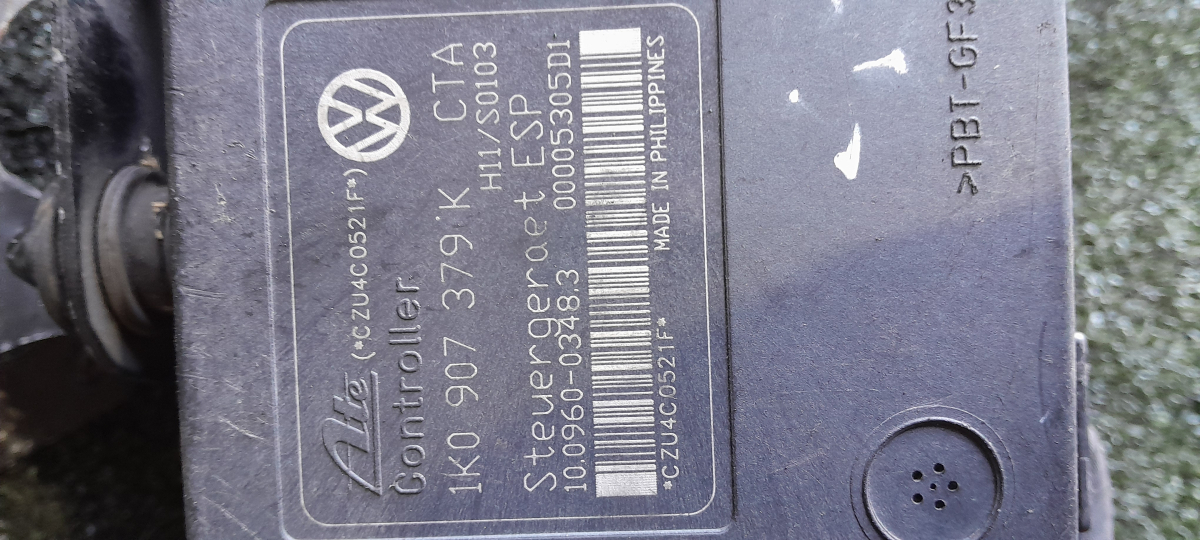 Ate (*CZU4C0521F*)
Controller
1K0 907 379 K CTA
H11/S0103
Steuergeraet ESP
10.0960-0348.3 00005305D1
*CZU4C0521F* MADE IN PHILIPPINES
>PBT-GF3